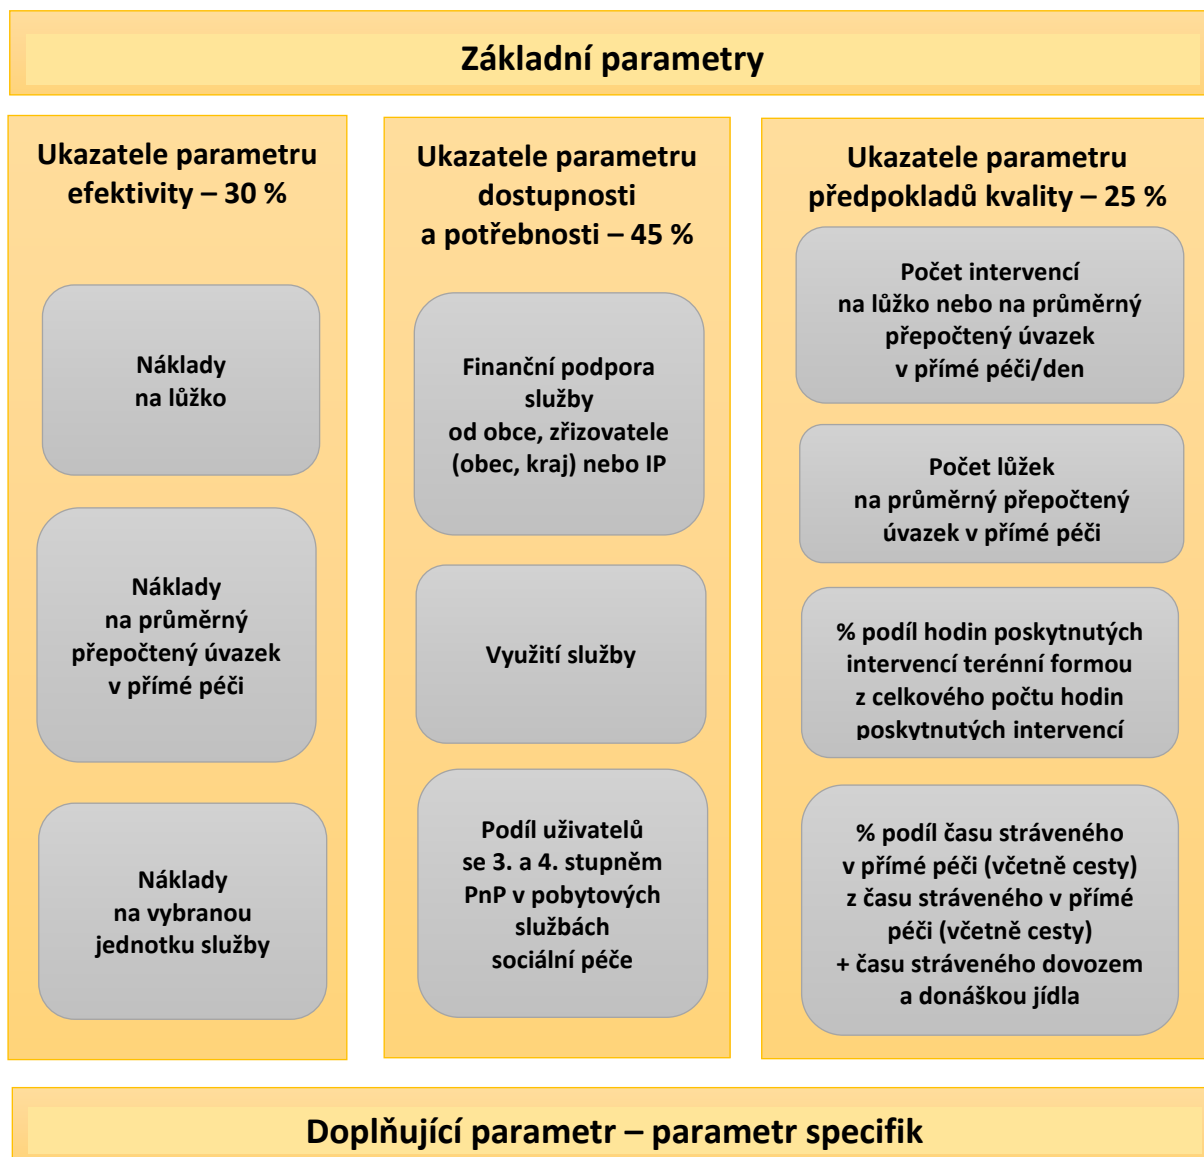 Základní parametry
Ukazatele parametru
efektivity – 30 %
Náklady
na lůžko
Náklady
na průměrný
přepočtený úvazek
v přímé péči
Náklady
na vybranou
jednotku služby
Ukazatele parametru
dostupnosti
a potřebnosti – 45 %
Finanční podpora
služby
od obce, zřizovatele
(obec, kraj) nebo IP
Využití služby
Podíl uživatelů
se 3. a 4. stupněm
PnP v pobytových
službách
sociální péče
Ukazatele parametru
předpokladů kvality – 25 %
Počet intervencí
na lůžko nebo na průměrný
přepočtený úvazek
v přímé péči/den
Počet lůžek
na průměrný přepočtený
úvazek v přímé péči
% podíl hodin poskytnutých
intervencí terénní formou
z celkového počtu hodin
poskytnutých intervencí
% podíl času stráveného
v přímé péči (včetně cesty)
z času stráveného v přímé
péči (včetně cesty)
+ času stráveného dovozem
a donáškou jídla
Doplňující parametr – parametr specifik